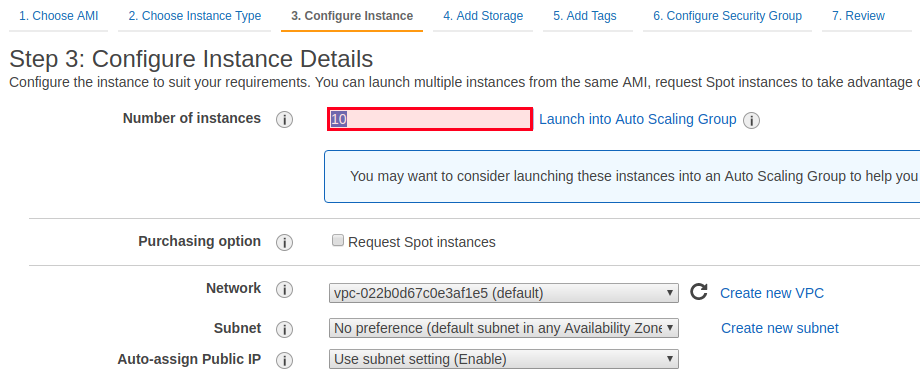 1. Choose AMI 2. Choose Instance Type 3. Configure Instance 4. Add Storage 5. Add Tags 6. Configure Security Group 7. Review
Step 3: Configure Instance Details
Configure the instance to suit your requirements. You can launch multiple instances from the same AMI, request Spot instances to take advantage
Number of instances i 10 Launch into Auto Scaling Group i
You may want to consider launching these instances into an Auto Scaling Group to help you
Purchasing option i Request Spot instances
Network i vpc-022b0d67c0e3af1e5 (default) Create new VPC
Subnet i No preference (default subnet in any Availability Zone Create new subnet
Auto-assign Public IP i Use subnet setting (Enable)